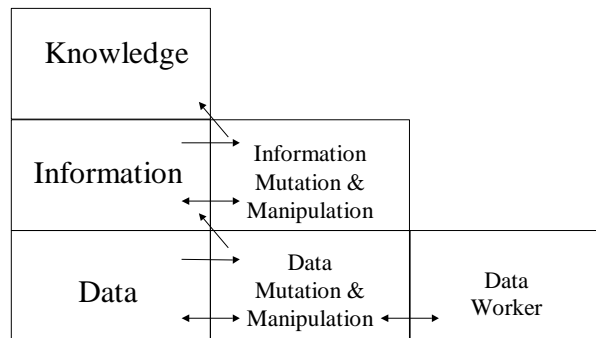 Knowledge
Information
Information
Mutation &
Manipulation
Data
Data
Mutation &
Manipulation
Data
Worker